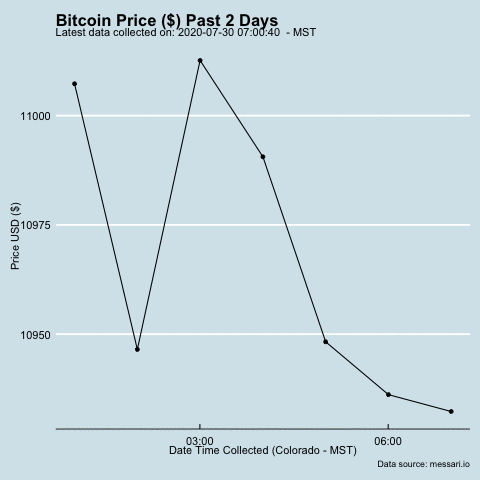 Bitcoin Price ($) Past 2 Days
Latest data collected on: 2020-07-30 07:00:40  - MST
11000
10975
10950
Price USD ($)
03:00
06:00
Date Time Collected (Colorado - MST)
Data source: messari.io